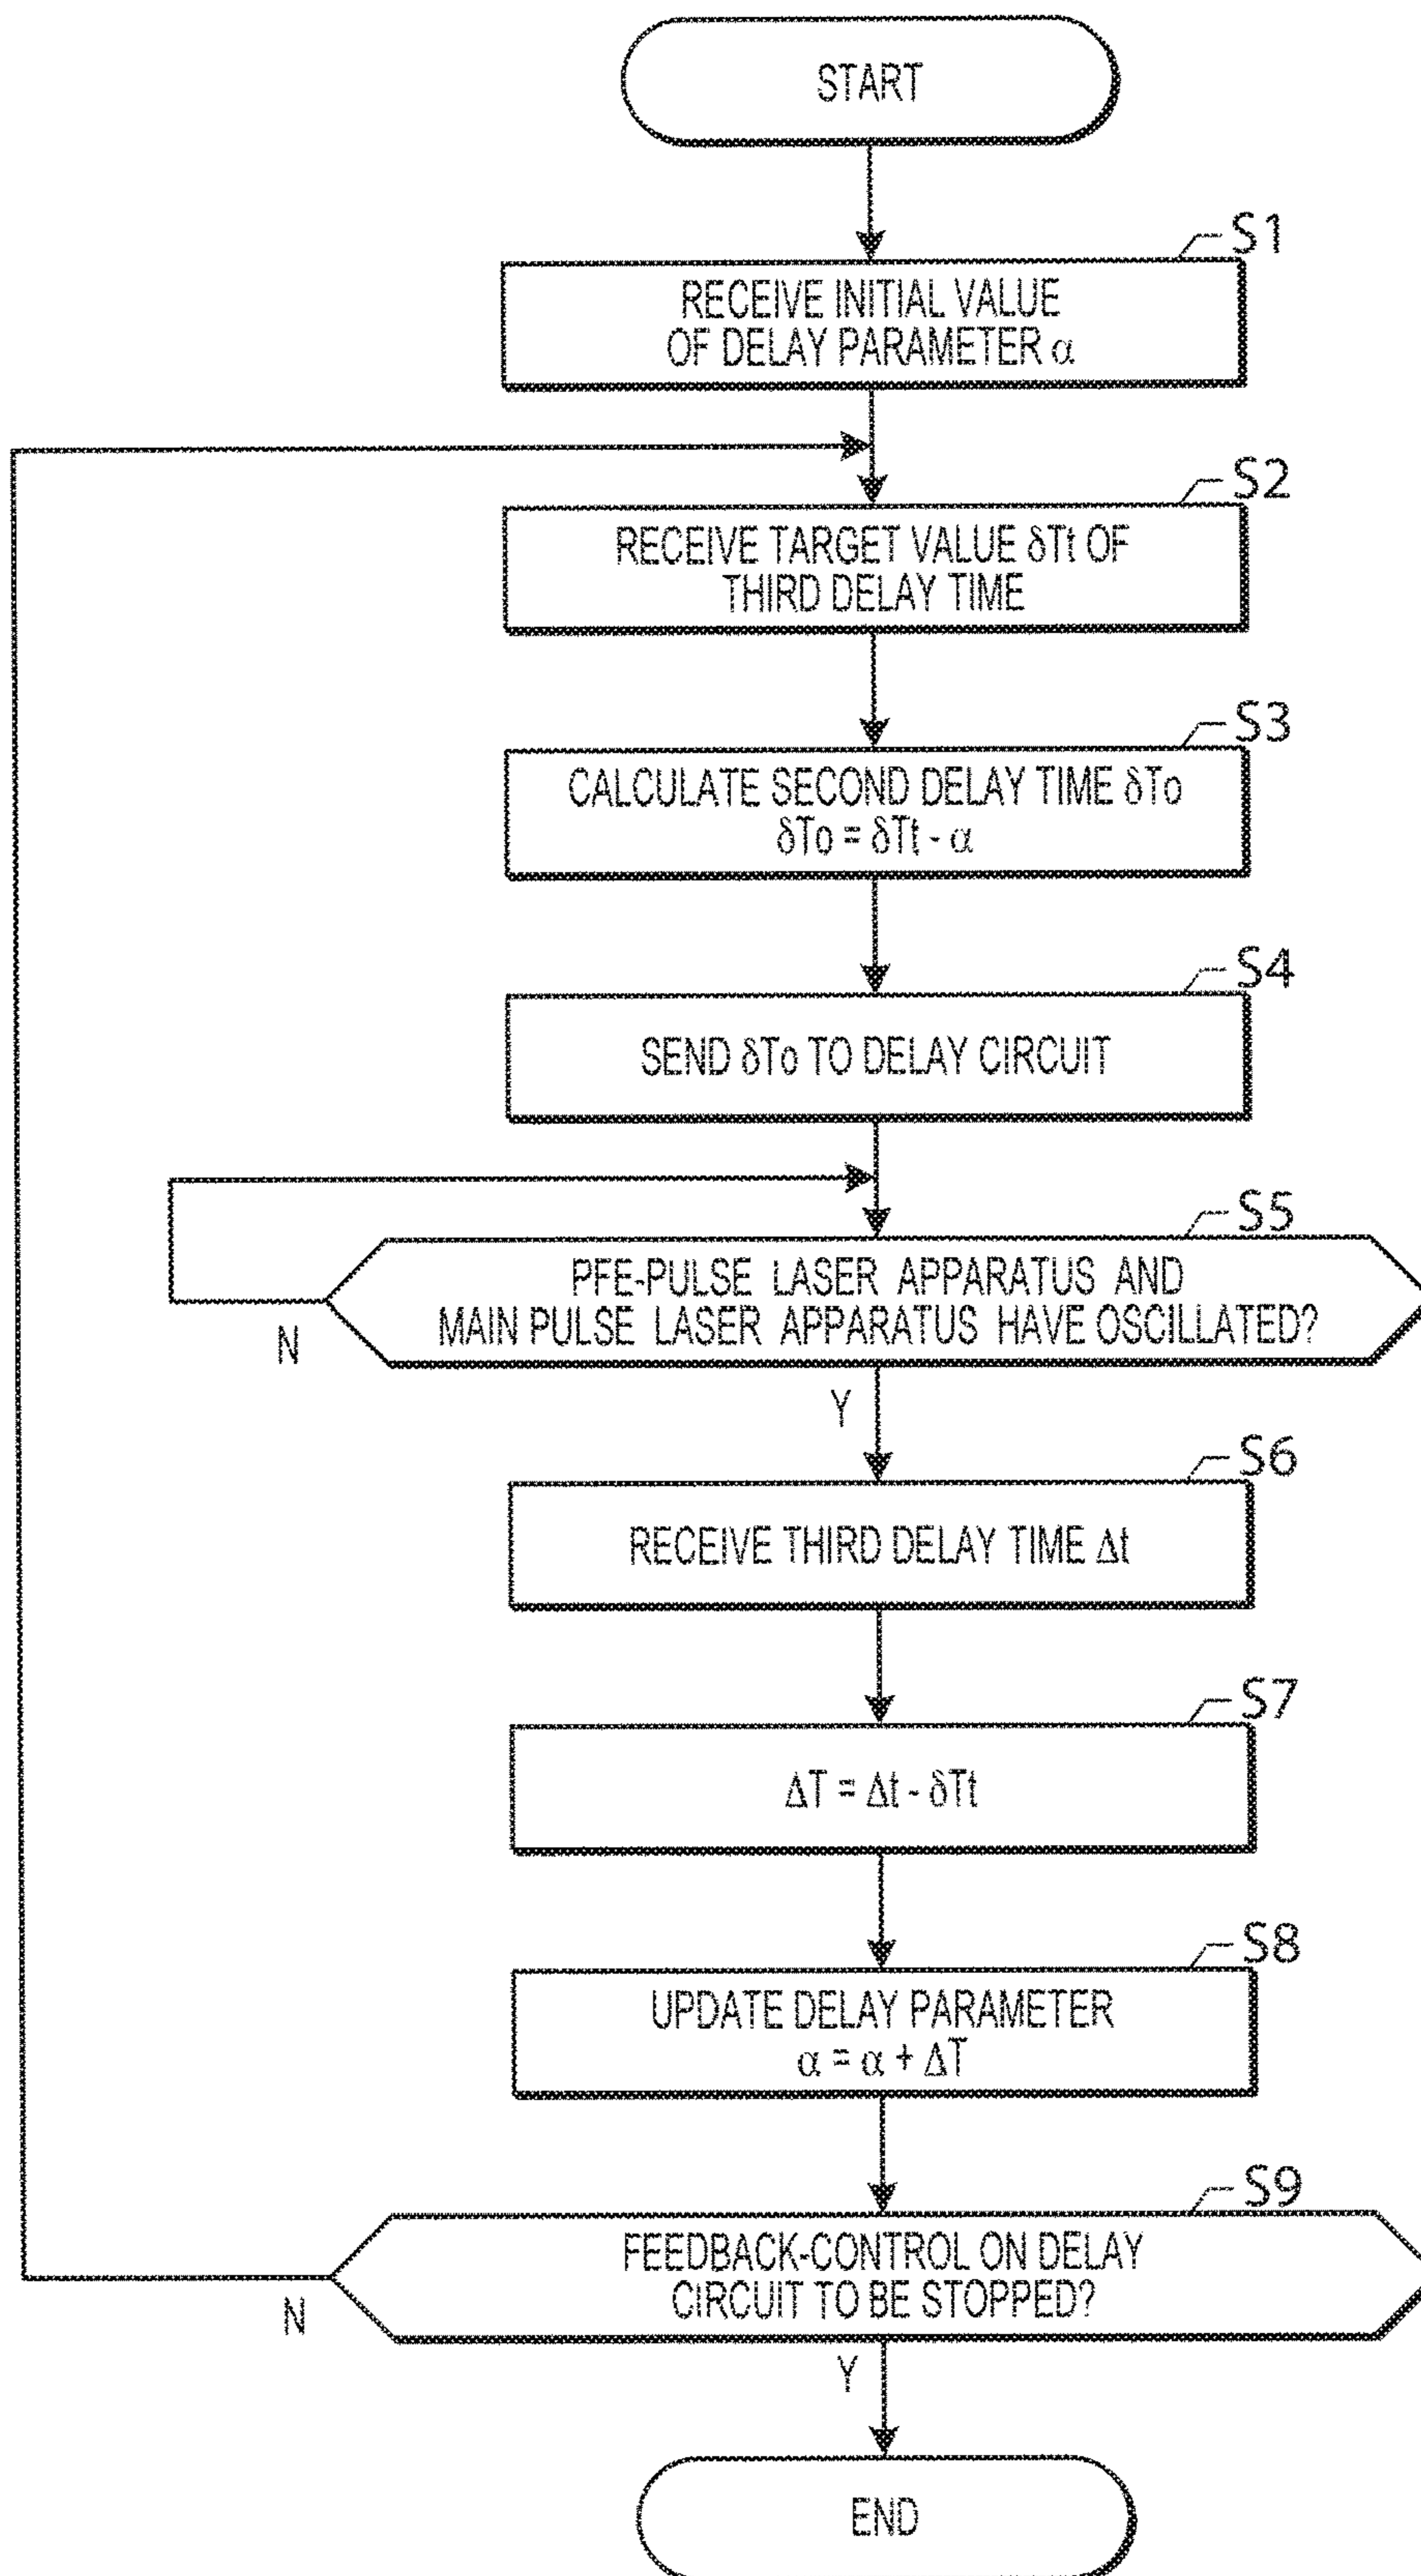 START
S1
RECEIVE INITIAL VALUE
OF DELAY PARAMETER α
S2
RECEIVE TARGET VALUE δTt OF
THIRD DELAY TIME
S3
CALCULATE SECOND DELAY TIME δTo
δTo = δTt - α
S4
SEND δTo TO DELAY CIRCUIT
S5
PFE-PULSE LASER APPARATUS AND
MAIN PULSE LASER APPARATUS HAVE OSCILLATED?
N
Y
S6
RECEIVE THIRD DELAY TIME Δt
S7
ΔT = Δt - δTt
S8
UPDATE DELAY PARAMETER
α = α + ΔT
S9
FEEDBACK-CONTROL ON DELAY
CIRCUIT TO BE STOPPED?
N
Y
END